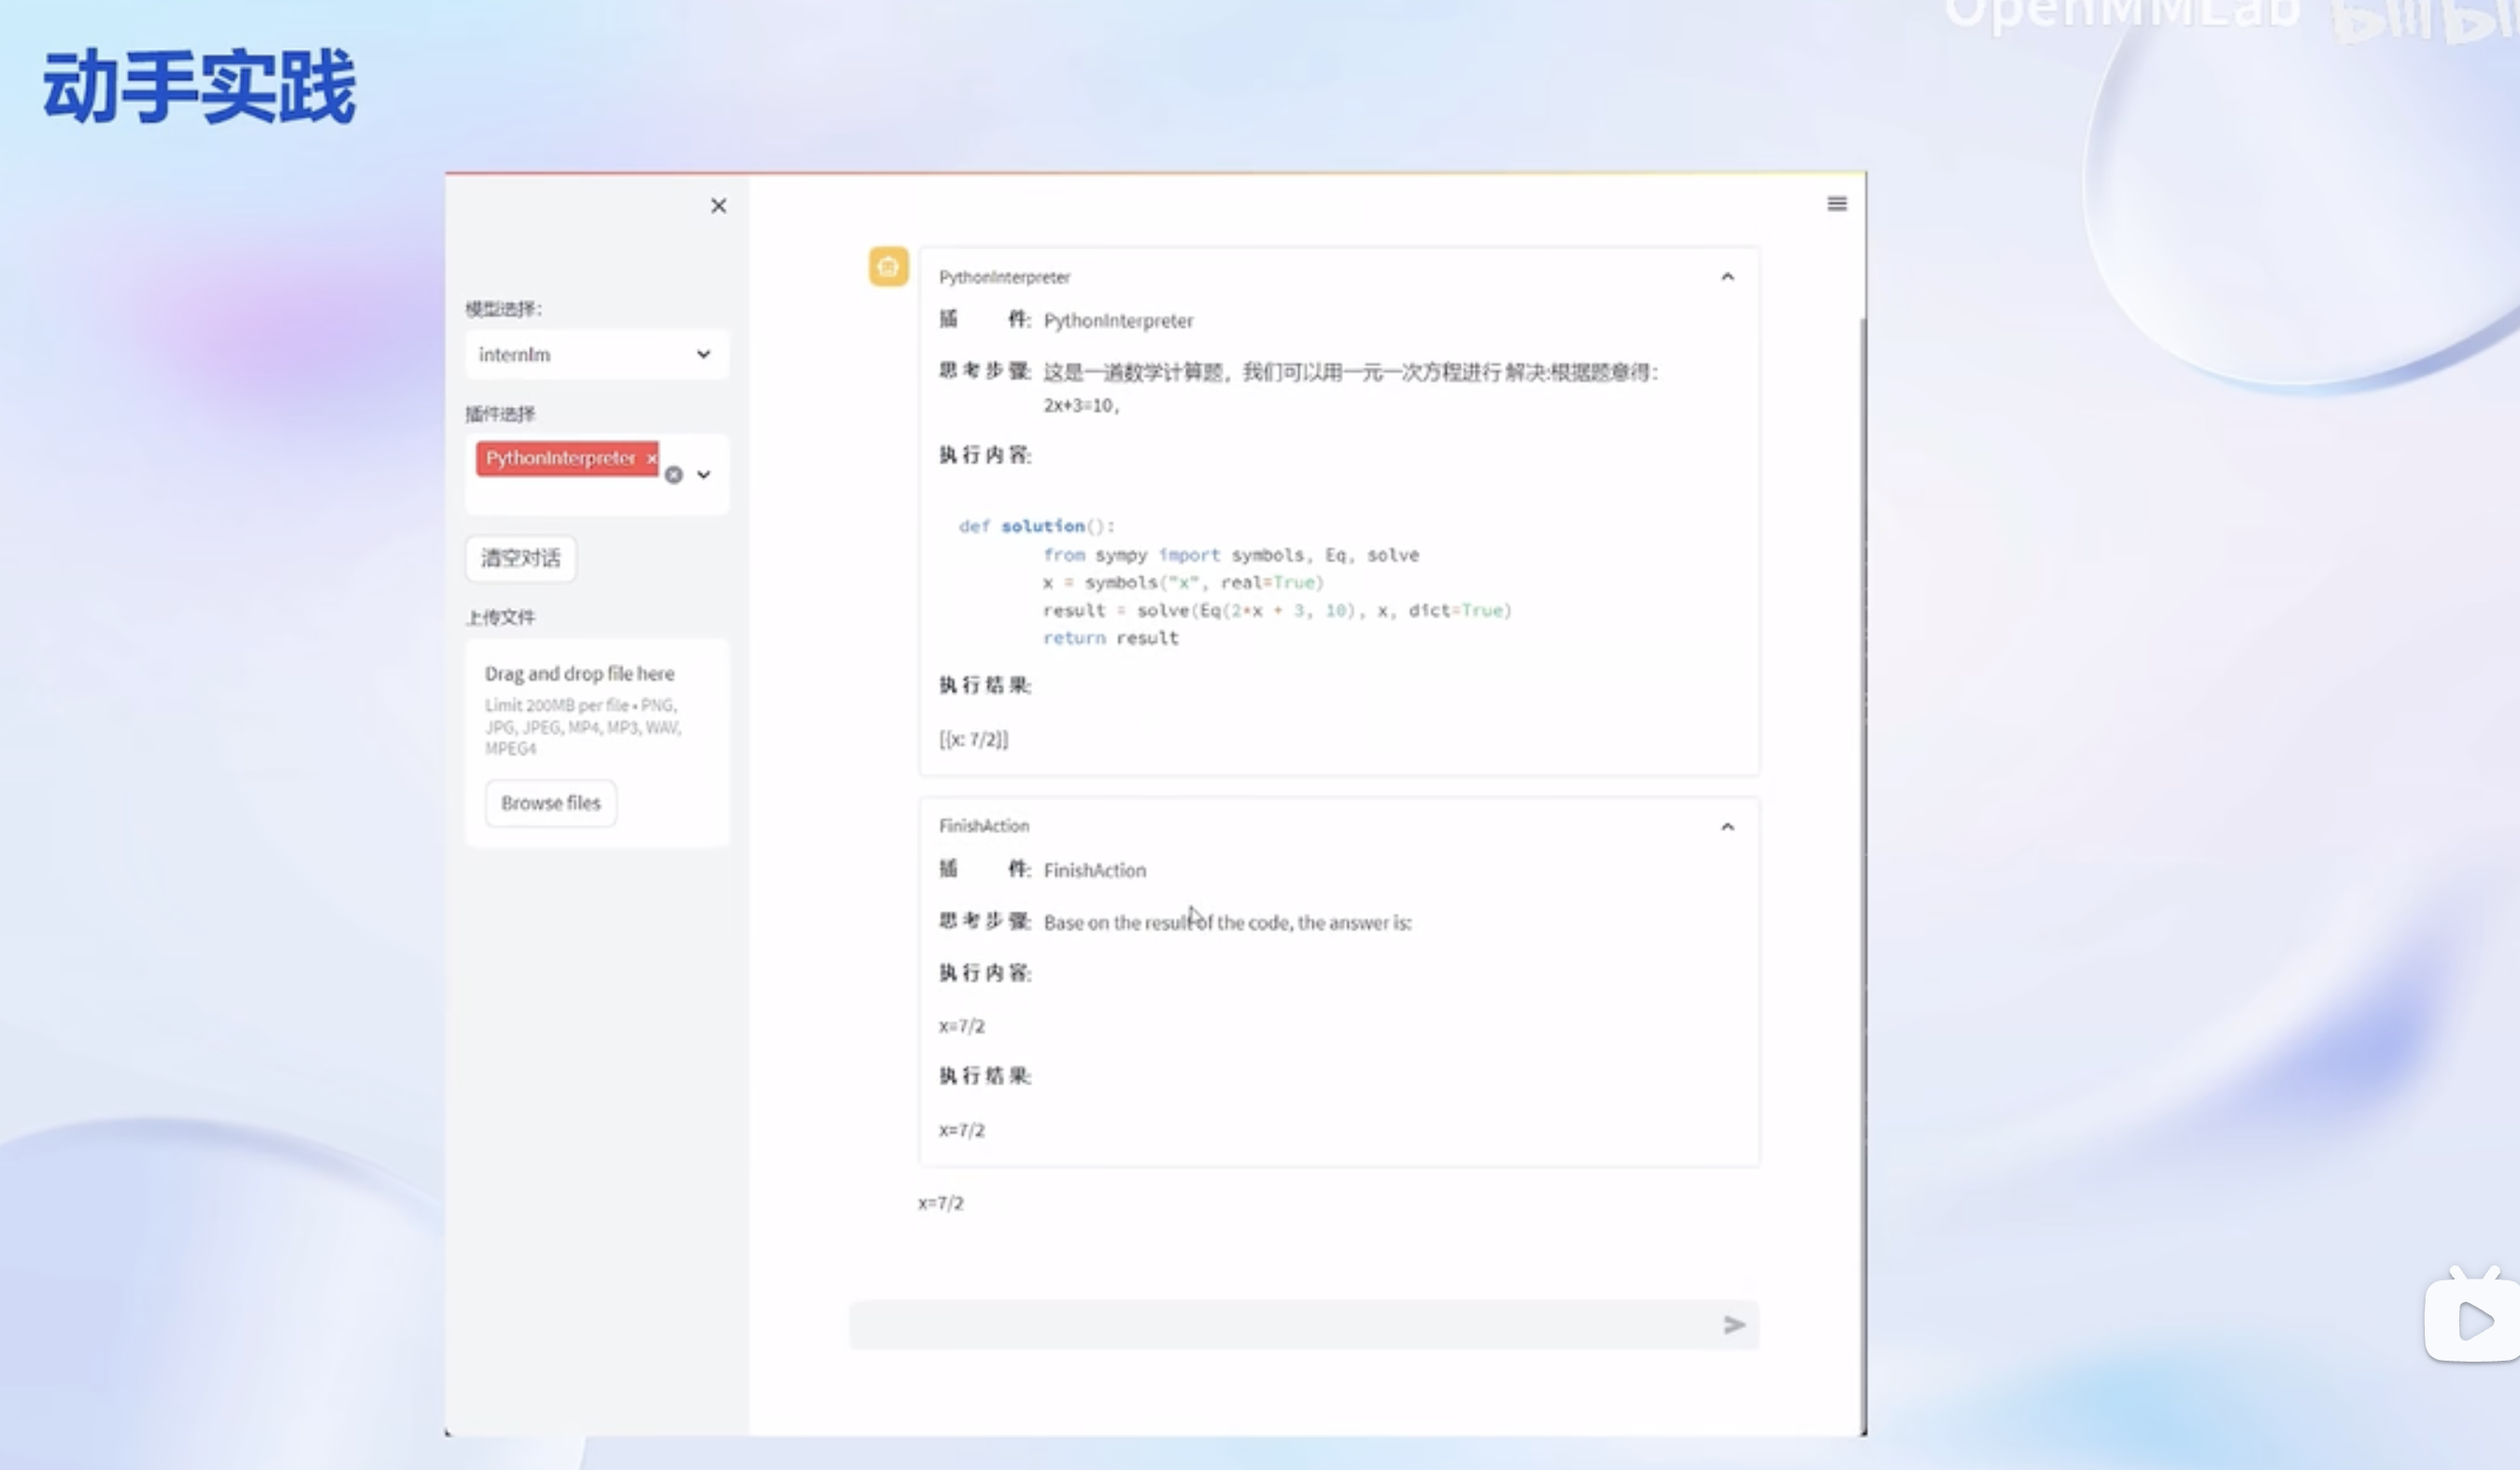 OpenMMLab bilibili
动手实践
模型选择:
internlm
插件选择
PythonInterpreter ×
清空对话
上传文件
Drag and drop file here
Limit 200MB per file • PNG,
JPG, JPEG, MP4, MP3, WAV,
MPEG4
Browse files
PythonInterpreter
插 件: PythonInterpreter
思考步骤: 这是一道数学计算题，我们可以用一元一次方程进行 解决:根据题意得：
2x+3=10,
执行内容:
def solution():
from sympy import symbols, Eq, solve
x = symbols("x", real=True)
result = solve(Eq(2*x + 3, 10), x, dict=True)
return result
执行结果:
[{x: 7/2}]
FinishAction
插 件: FinishAction
思考步骤: Base on the result of the code, the answer is:
执行内容:
x=7/2
执行结果:
x=7/2
x=7/2